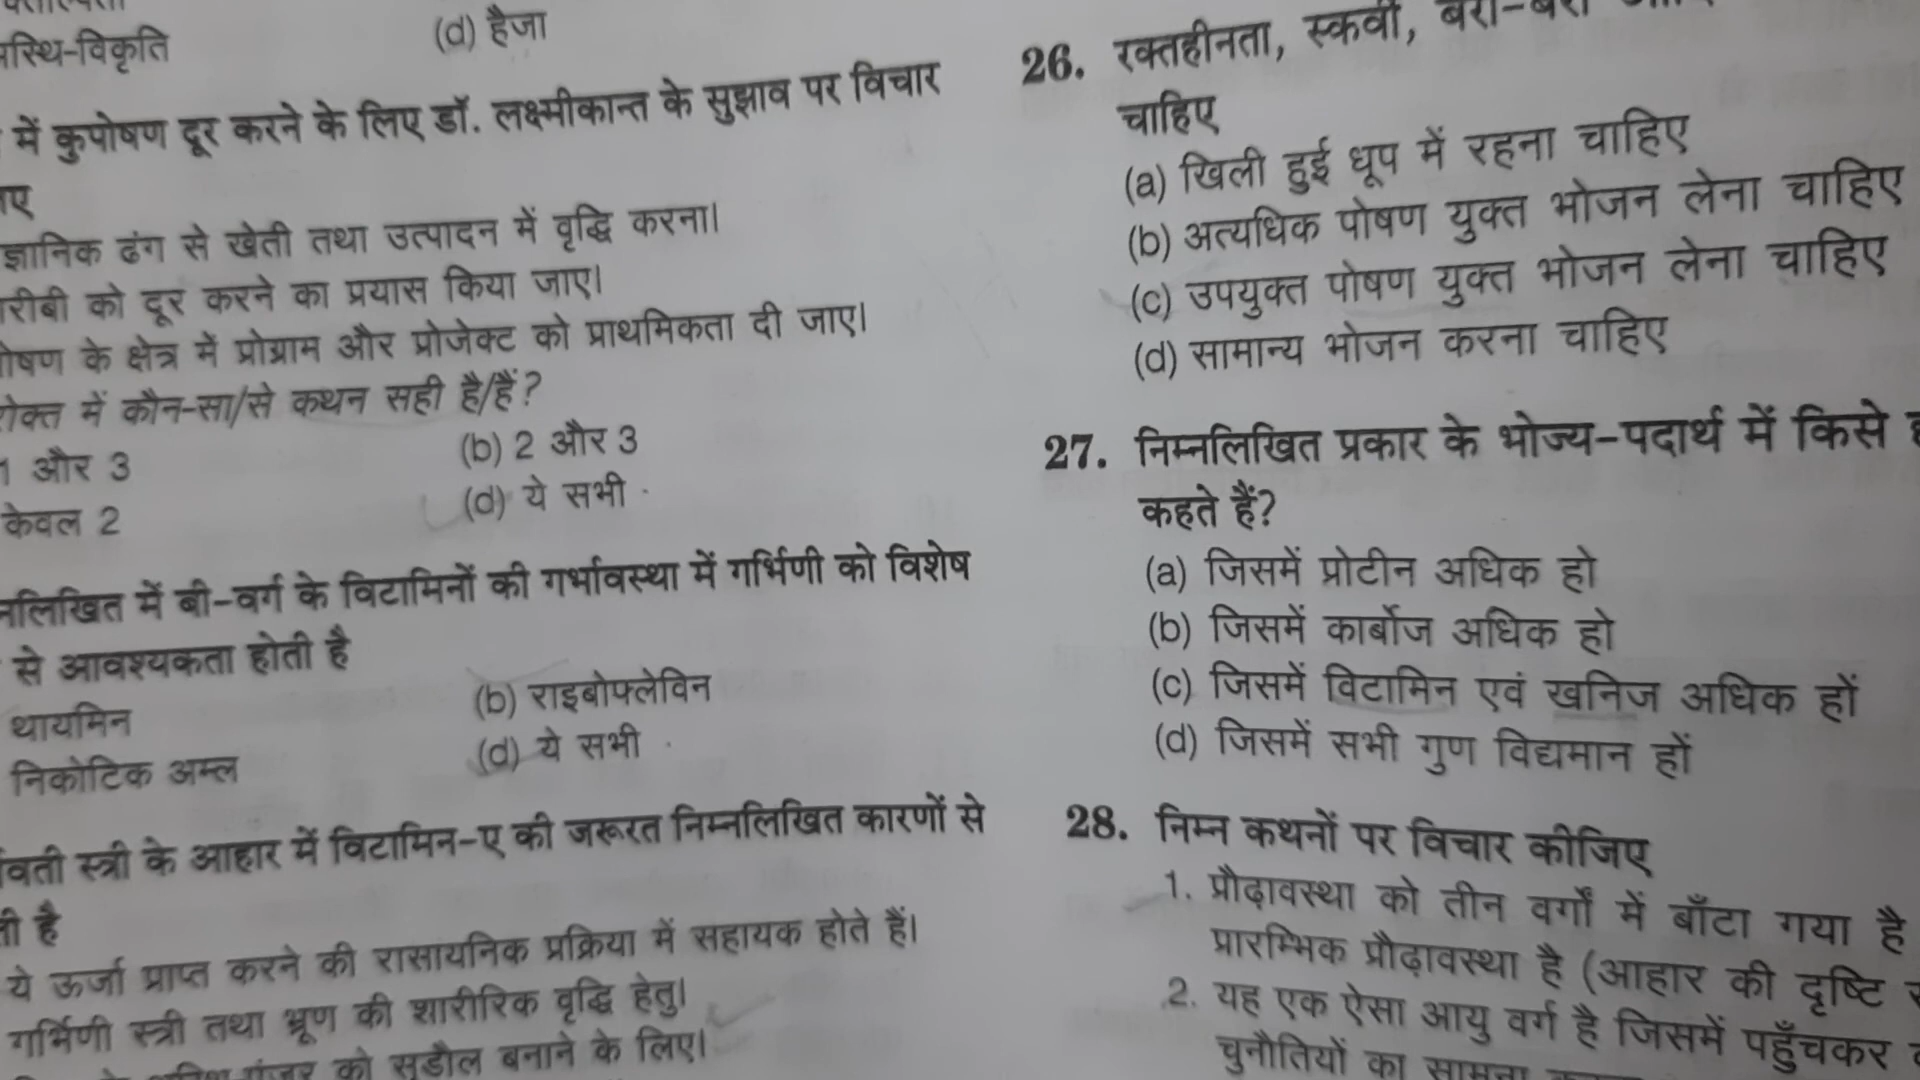 (d) हैजा
स्थि-विकृति
में कुपोषण दूर करने के लिए डॉ. लक्ष्मीकान्त के सुझाव पर विचार
ए
ज्ञानिक ढंग से खेती तथा उत्पादन में वृद्धि करना।
रीबी को दूर करने का प्रयास किया जाए।
षण के क्षेत्र में प्रोग्राम और प्रोजेक्ट को प्राथमिकता दी जाए।
क्त में कौन-सा/से कथन सही है/हैं?
1 और 3
(b) 2 और 3
केवल 2
(d) ये सभी
लिखित में बी-वर्ग के विटामिनों की गर्भावस्था में गर्भिणी को विशेष
से आवश्यकता होती है
थायमिन
(b) राइबोफ्लेविन
निकोटिक अम्ल
(d) ये सभी
वती स्त्री के आहार में विटामिन-ए की जरूरत निम्नलिखित कारणों से
ती है
ये ऊर्जा प्राप्त करने की रासायनिक प्रक्रिया में सहायक होते हैं।
गर्भिणी स्त्री तथा भ्रूण की शारीरिक वृद्धि हेतु।
को सुडौल बनाने के लिए।
26. रक्तहीनता, स्कर्वी,
चाहिए
(a) खिली हुई धूप में रहना चाहिए
(b) अत्यधिक पोषण युक्त भोजन लेना चाहिए
(c) उपयुक्त पोषण युक्त भोजन लेना चाहिए
(d) सामान्य भोजन करना चाहिए
27. निम्नलिखित प्रकार के भोज्य-पदार्थ में किसे
कहते हैं?
(a) जिसमें प्रोटीन अधिक हो
(b) जिसमें कार्बोज अधिक हो
(c) जिसमें विटामिन एवं खनिज अधिक हों
(d) जिसमें सभी गुण विद्यमान हों
28. निम्न कथनों पर विचार कीजिए
1. प्रौढ़ावस्था को तीन वर्गों में बाँटा गया है
प्रारम्भिक प्रौढ़ावस्था है (आहार की दृष्टि
2. यह एक ऐसा आयु वर्ग है जिसमें पहुँचकर
चुनौतियों का सामना